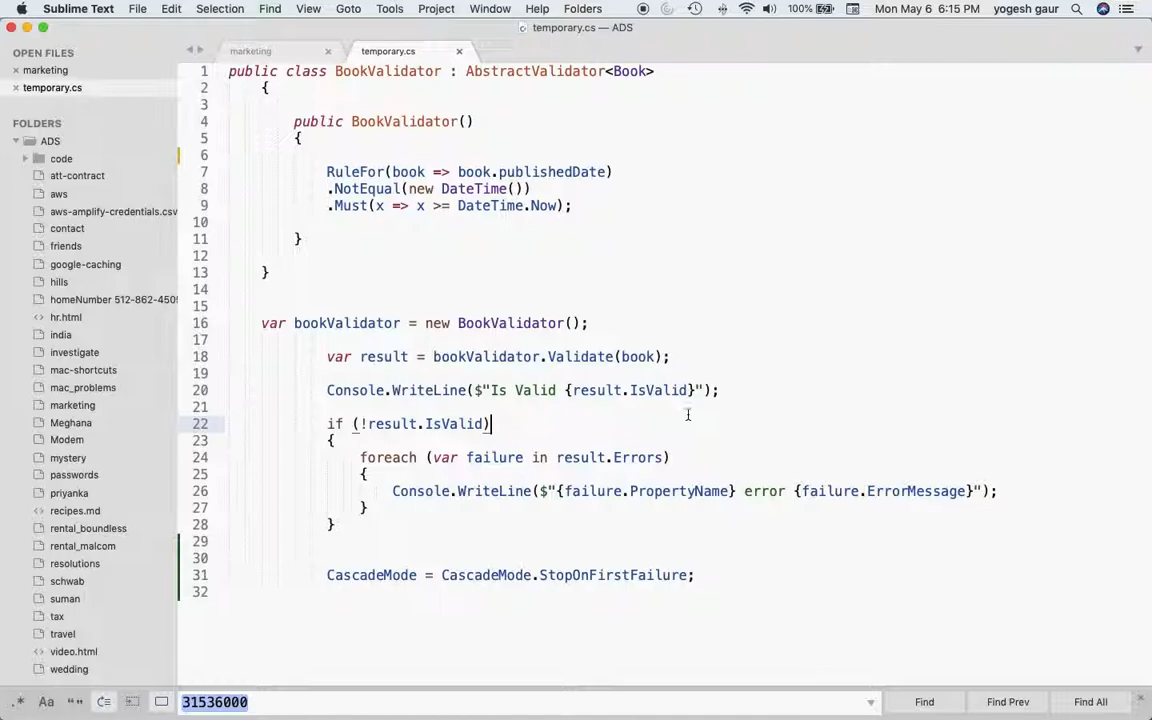 Sublime Text File Edit Selection Find View Goto Tools Project Window Help Folders 100% Mon May 6 6:15 PM yogesh gaur
temporary.cs — ADS
OPEN FILES
× marketing
× temporary.cs
FOLDERS
ADS
code
att-contract
aws
aws-amplify-credentials.csv
contact
friends
google-caching
hills
homeNumber 512-862-450
hr.html
india
investigate
mac-shortcuts
mac_problems
marketing
Meghana
Modem
mystery
passwords
priyanka
recipes.md
rental_boundless
rental_malcom
resolutions
schwab
suman
tax
travel
video.html
wedding
marketing × temporary.cs ×
1 public class BookValidator : AbstractValidator<Book>
2 {
3
4 public BookValidator()
5 {
6
7 RuleFor(book => book.publishedDate)
8 .NotEqual(new DateTime())
9 .Must(x => x >= DateTime.Now);
10
11 }
12
13 }
14
15
16 var bookValidator = new BookValidator();
17
18 var result = bookValidator.Validate(book);
19
20 Console.WriteLine($"Is Valid {result.IsValid}");
21
22 if (!result.IsValid)
23 {
24 foreach (var failure in result.Errors)
25 {
26 Console.WriteLine($"{failure.PropertyName} error {failure.ErrorMessage}");
27 }
28 }
29
30
31 CascadeMode = CascadeMode.StopOnFirstFailure;
32
.* Aa "" 31536000 Find Find Prev Find All